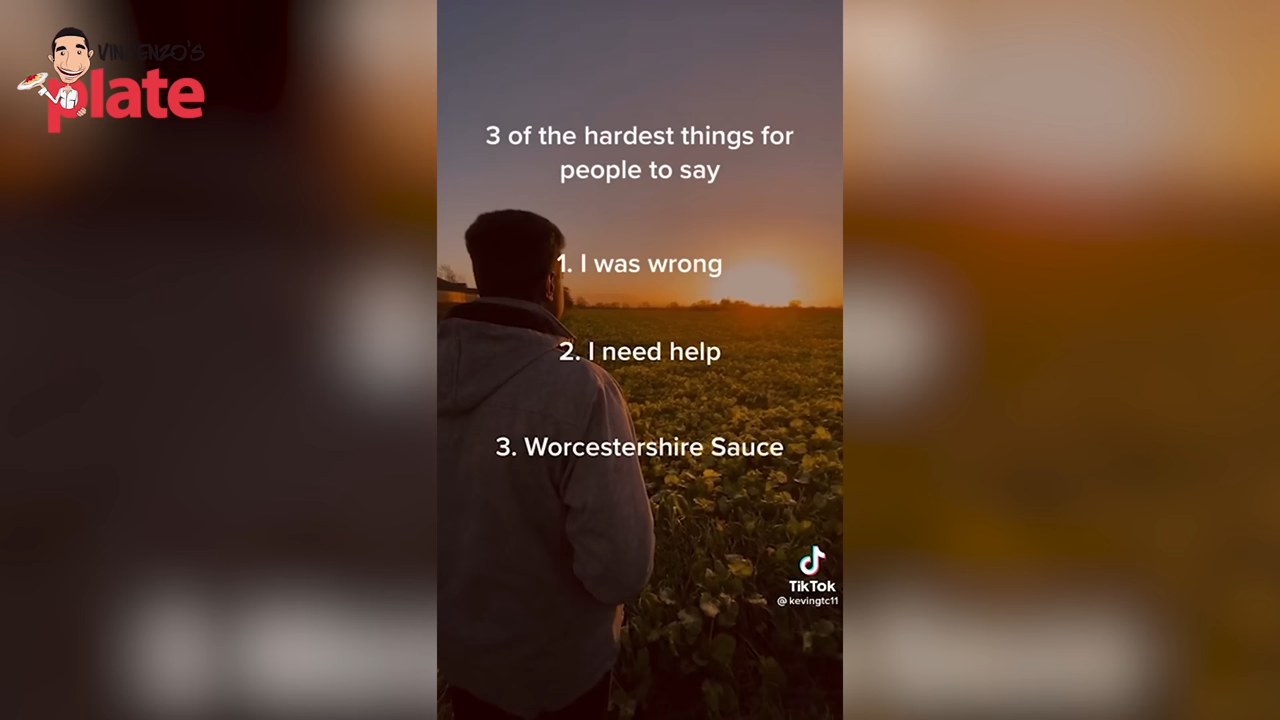 VINCENZO'S
plate
3 of the hardest things for
people to say
1. I was wrong
2. I need help
3. Worcestershire Sauce
TikTok
@kevingtc11